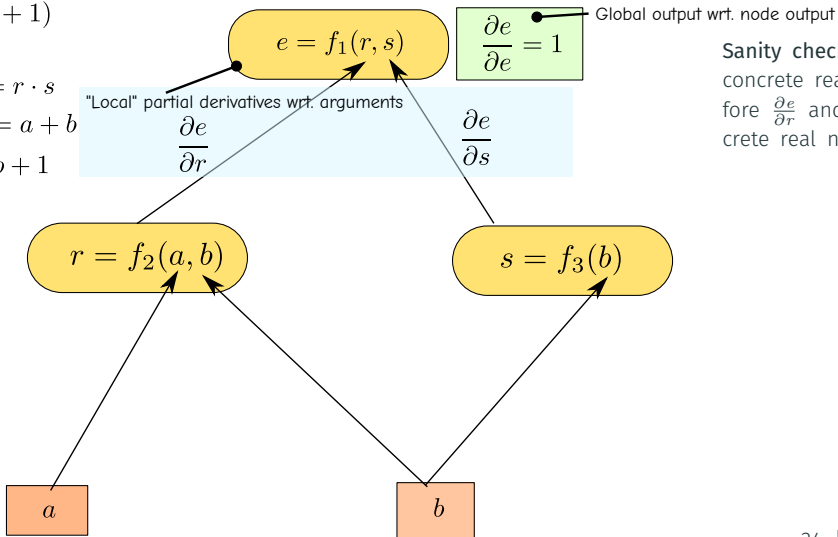 + 1)
= r · s
= a + b
+ 1
e = f₁(r, s)
∂e/∂e = 1
Global output wrt. node output
"Local" partial derivatives wrt. arguments
∂e/∂r
∂e/∂s
Sanity chec
concrete rea
fore ∂e/∂r and
crete real n
r = f₂(a, b)
s = f₃(b)
a
b